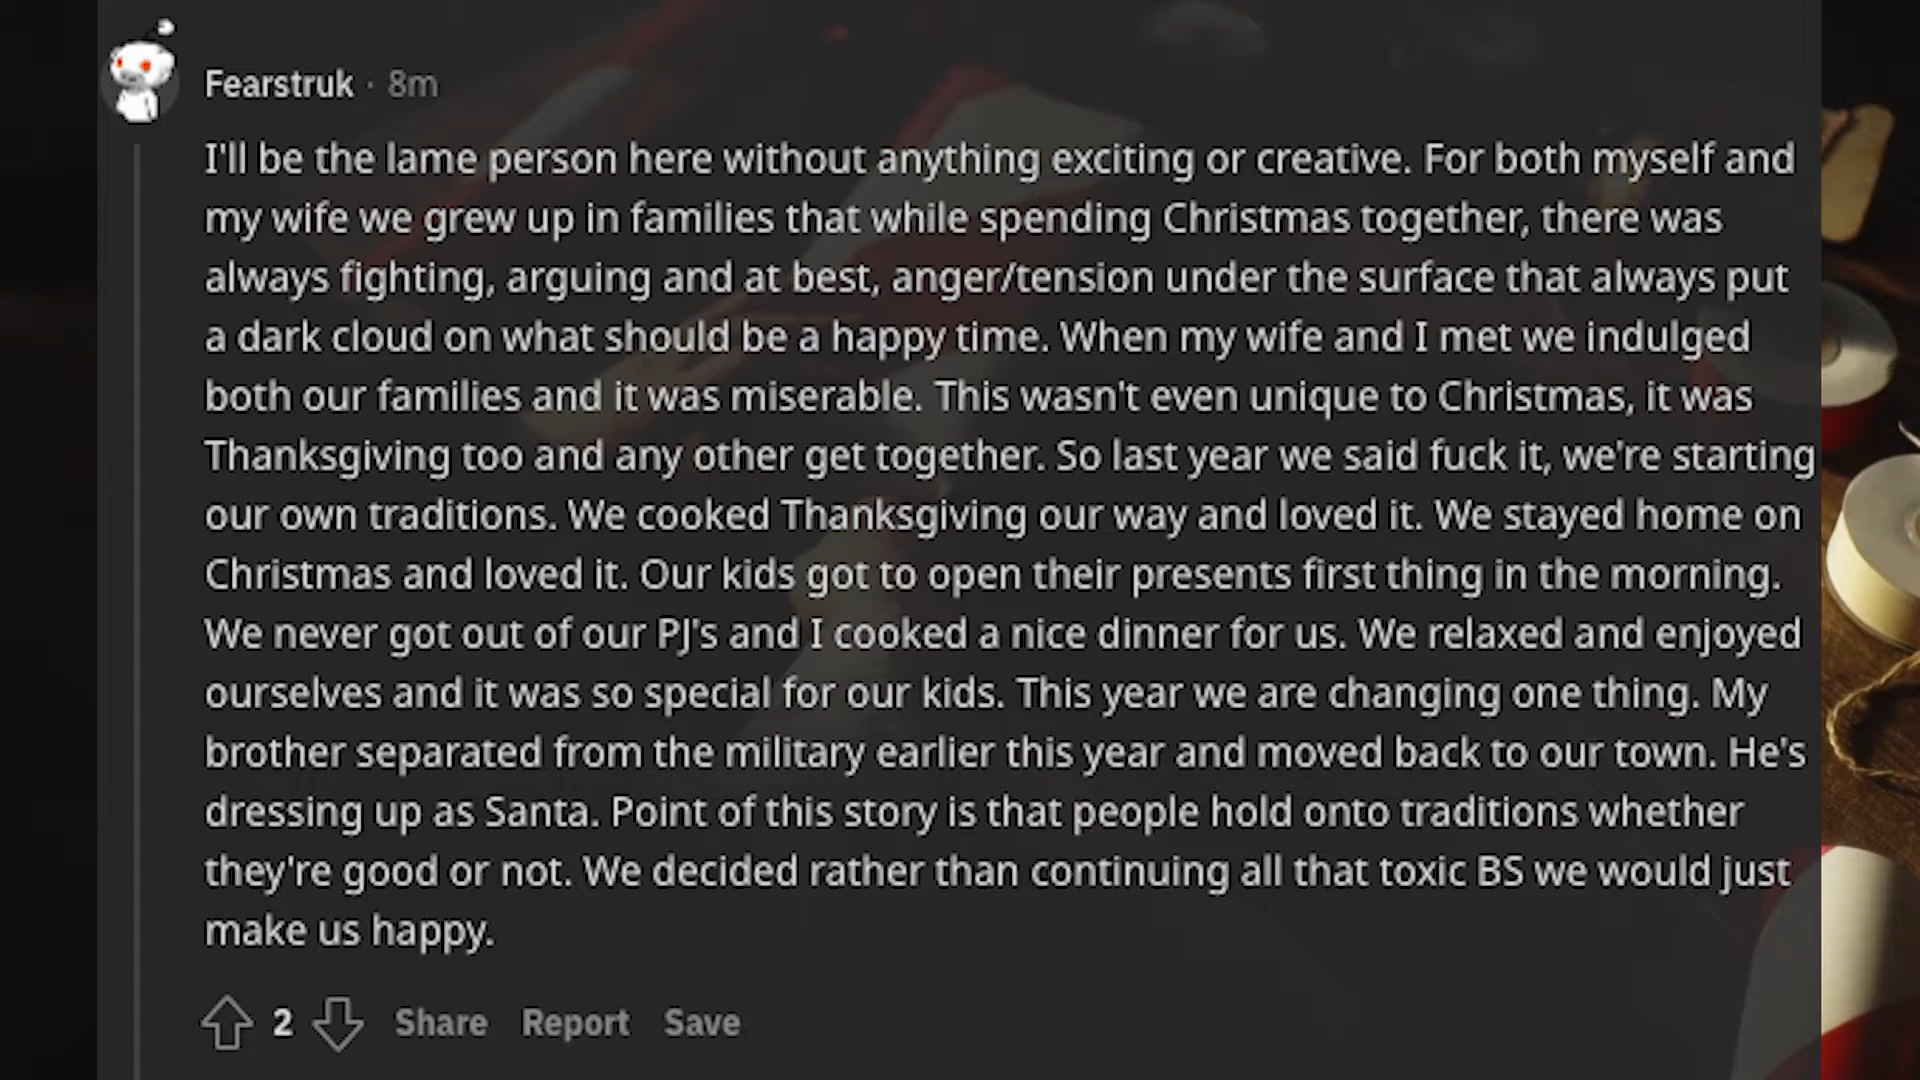 Fearstruk · 8m
I'll be the lame person here without anything exciting or creative. For both myself and
my wife we grew up in families that while spending Christmas together, there was
always fighting, arguing and at best, anger/tension under the surface that always put
a dark cloud on what should be a happy time. When my wife and I met we indulged
both our families and it was miserable. This wasn't even unique to Christmas, it was
Thanksgiving too and any other get together. So last year we said fuck it, we're starting
our own traditions. We cooked Thanksgiving our way and loved it. We stayed home on
Christmas and loved it. Our kids got to open their presents first thing in the morning.
We never got out of our PJ's and I cooked a nice dinner for us. We relaxed and enjoyed
ourselves and it was so special for our kids. This year we are changing one thing. My
brother separated from the military earlier this year and moved back to our town. He's
dressing up as Santa. Point of this story is that people hold onto traditions whether
they're good or not. We decided rather than continuing all that toxic BS we would just
make us happy.
2 Share Report Save